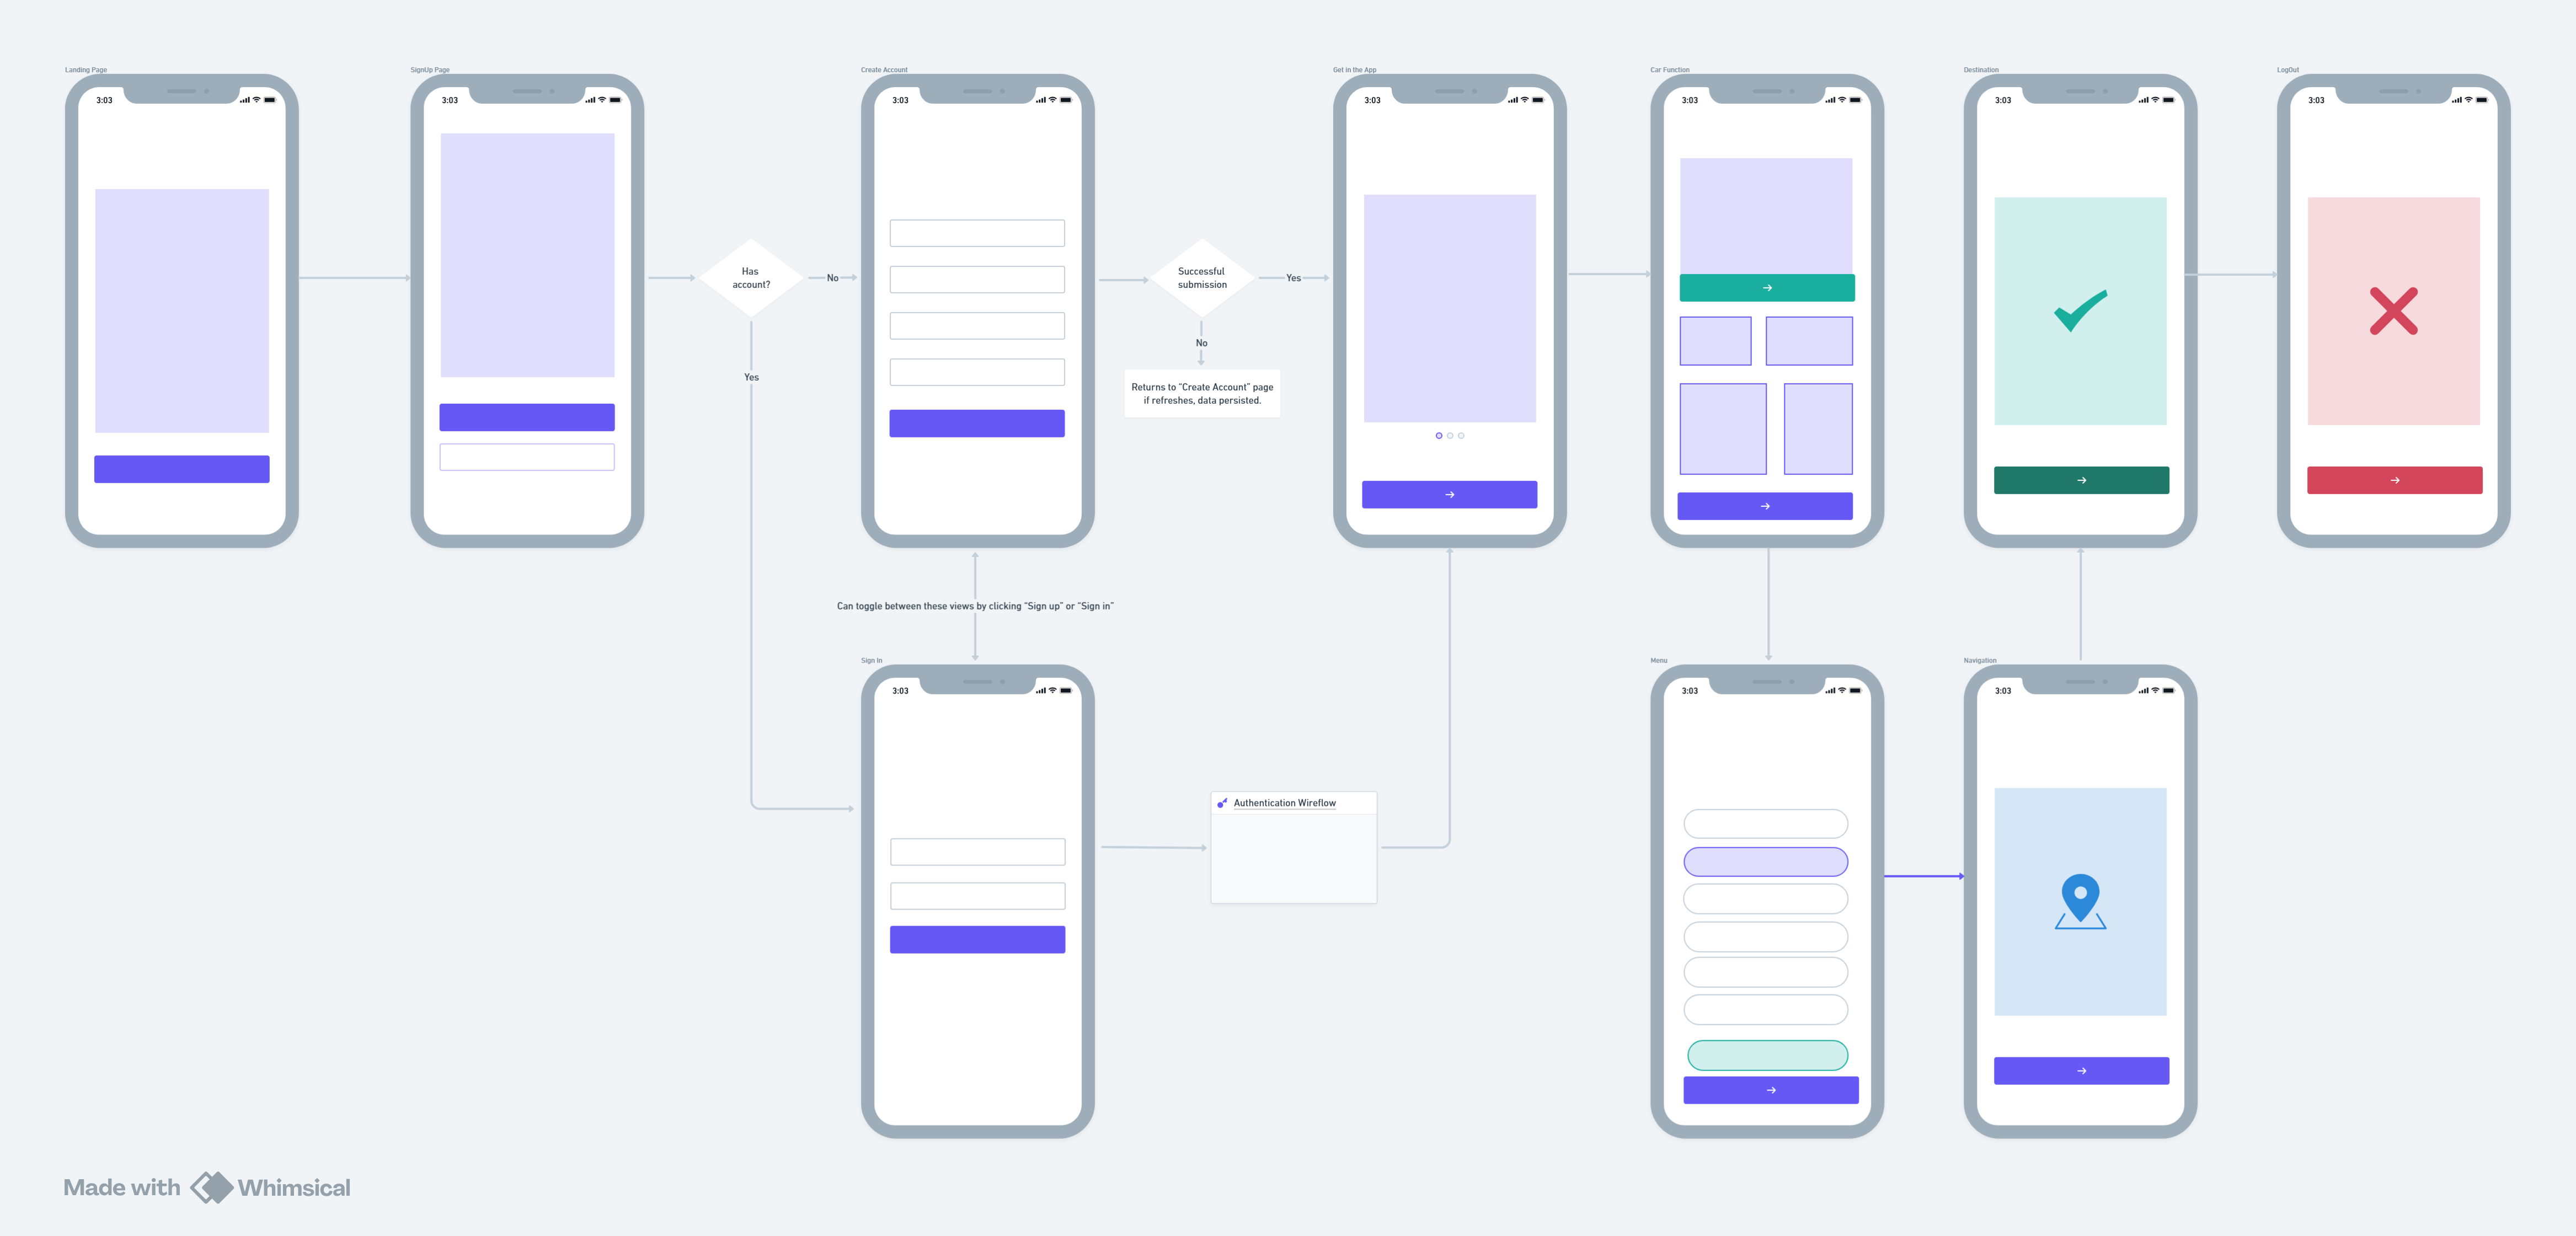 Landing Page
SignUp Page
Create Account
Get in the App
Car Function
Destination
LogOut
3:03
3:03
3:03
3:03
3:03
3:03
3:03
Has
account?
No
Yes
Successful
submission
Yes
No
Returns to "Create Account" page
if refreshes, data persisted.
Can toggle between these views by clicking "Sign up" or "Sign in"
Sign In
Menu
Navigation
3:03
3:03
3:03
Authentication Wireflow
Made with Whimsical